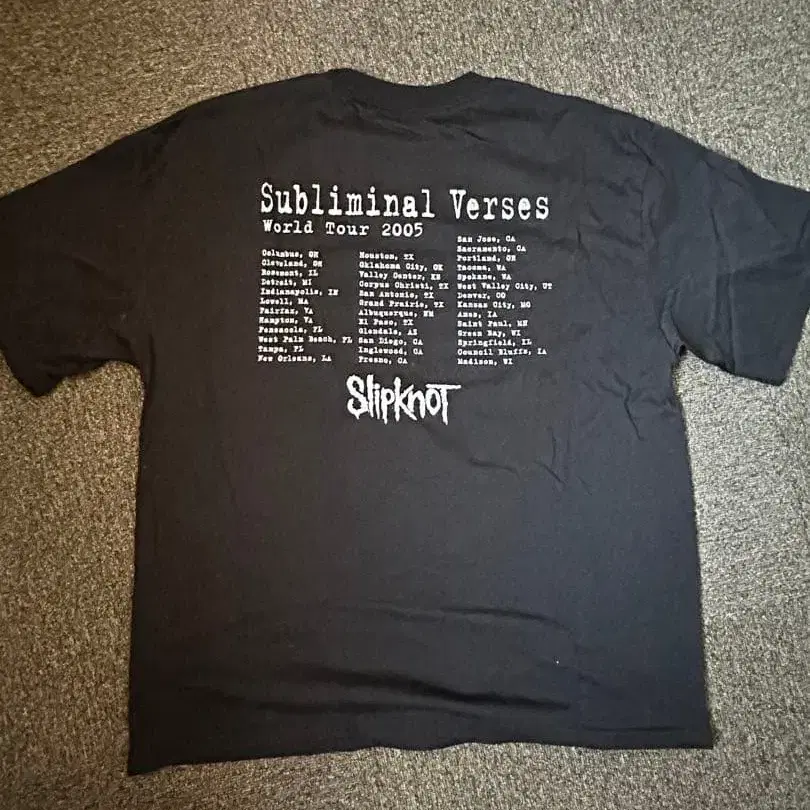 Subliminal Verses
World Tour 2005
Columbus, OH
Cleveland, OH
Rosemont, IL
Detroit, MI
Indianapolis, IN
Lowell, MA
Fairfax, VA
Hampton, VA
Pensacola, FL
West Palm Beach, FL
Tampa, FL
New Orleans, LA
Houston, TX
Oklahoma City, OK
Valley Center, KS
Corpus Christi, TX
San Antonio, TX
Grand Prairie, TX
Albuquerque, NM
El Paso, TX
Glendale, AZ
San Diego, CA
Inglewood, CA
Fresno, CA
San Jose, CA
Sacramento, CA
Portland, OR
Tacoma, WA
Spokane, WA
West Valley City, UT
Denver, CO
Kansas City, MO
Ames, IA
Saint Paul, MN
Green Bay, WI
Springfield, IL
Council Bluffs, IA
Madison, WI
Slipknot